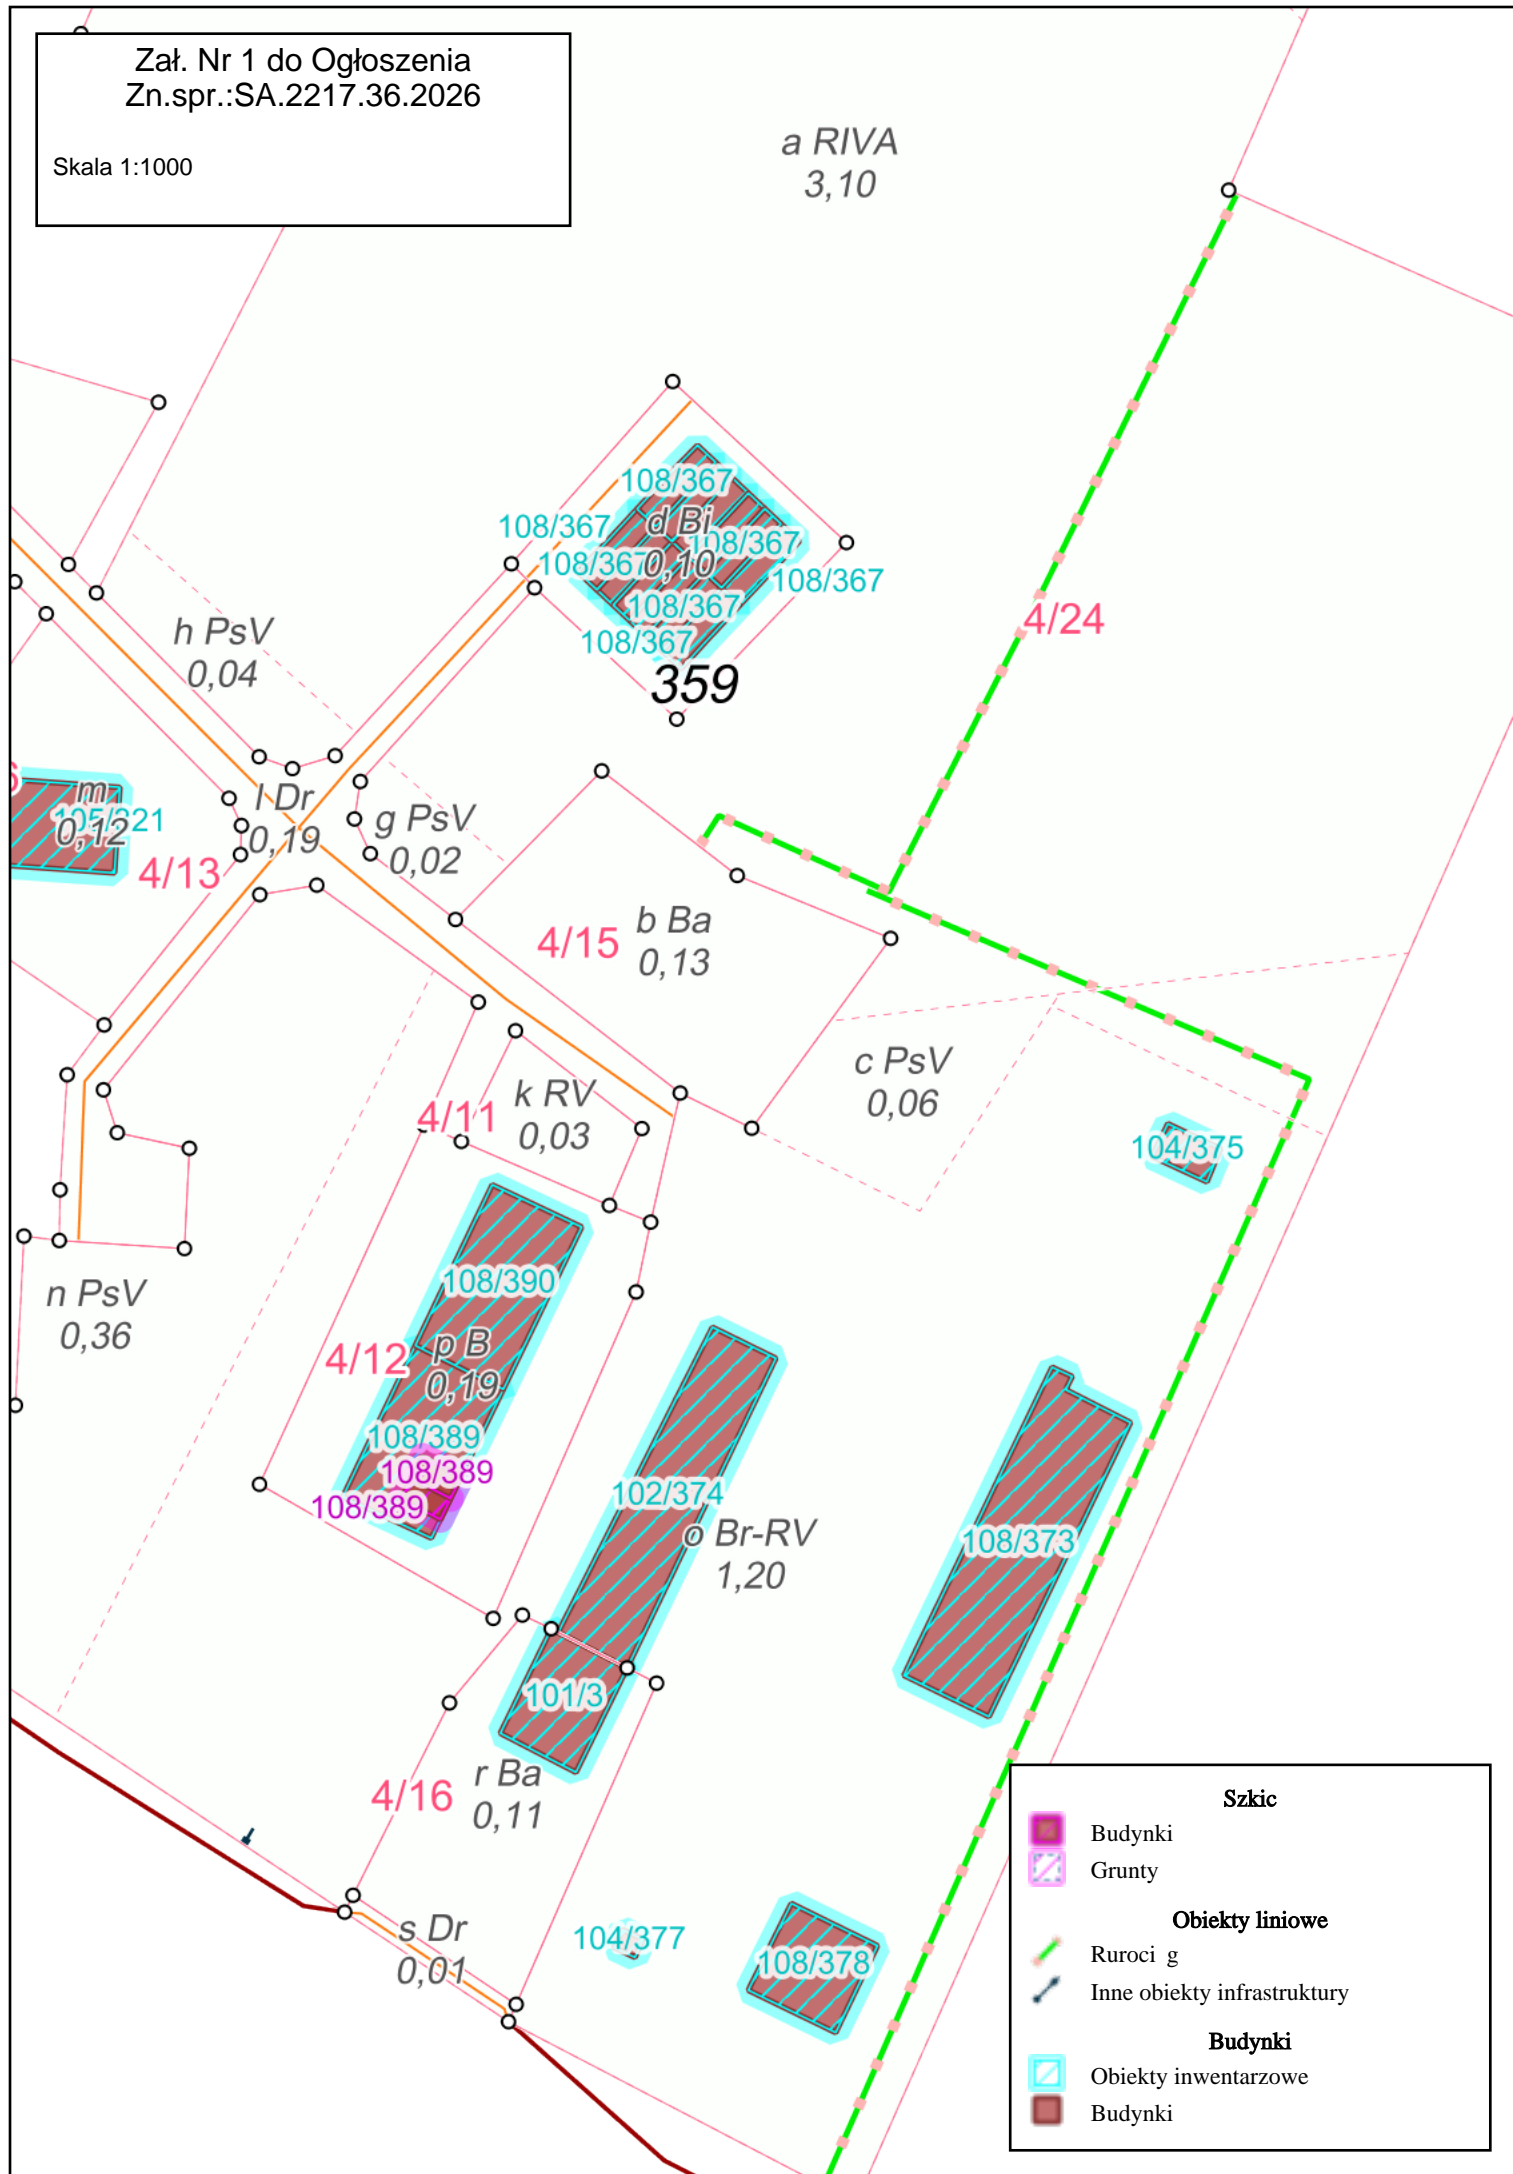 Zał. Nr 1 do Ogłoszenia
Zn.spr.:SA.2217.36.2026
Skala 1:1000
a RIVA
3,10
108/367
108/367
d Bi
108/367
108/367
0,10
108/367
108/367
108/367
359
4/24
h PsV
0,04
m
105/221
0,12
4/13
l Dr
0,19
g PsV
0,02
4/15
b Ba
0,13
c PsV
0,06
k RV
0,03
4/11
104/375
n PsV
0,36
108/390
4/12
p B
0,19
108/389
108/389
108/389
102/374
o Br-RV
1,20
108/373
101/3
r Ba
0,11
4/16
s Dr
0,01
104/377
108/378
Szkic
Budynki
Grunty
Obiekty liniowe
Ruroci g
Inne obiekty infrastruktury
Budynki
Obiekty inwentarzowe
Budynki